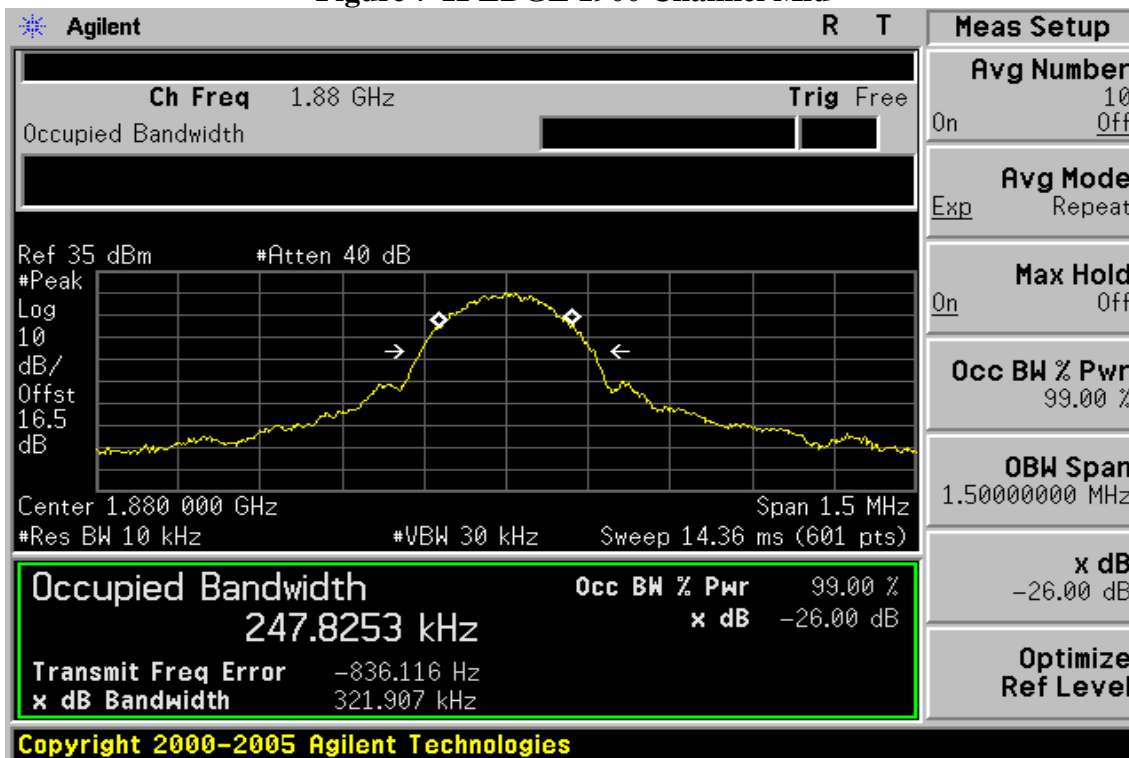 Agilent R T
Ch Freq 1.88 GHz Trig Free
Occupied Bandwidth
Ref 35 dBm #Atten 40 dB
#Peak
Log
10
dB/
Offst
16.5
dB
Center 1.880 000 GHz Span 1.5 MHz
#Res BW 10 kHz #VBW 30 kHz Sweep 14.36 ms (601 pts)
Occupied Bandwidth Occ BW % Pwr 99.00 %
247.8253 kHz x dB -26.00 dB
Transmit Freq Error -836.116 Hz
x dB Bandwidth 321.907 kHz
Copyright 2000-2005 Agilent Technologies
Meas Setup
Avg Number
10
On Off
Avg Mode
Exp Repeat
Max Hold
On Off
Occ BW % Pwr
99.00 %
OBW Span
1.50000000 MHz
x dB
-26.00 dB
Optimize
Ref Level